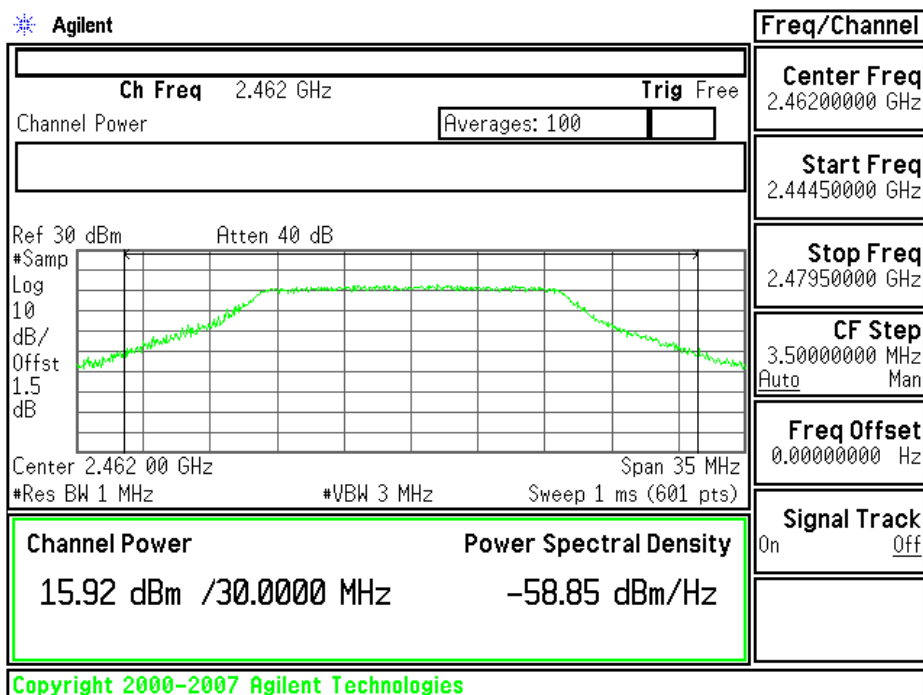 Agilent
Freq/Channel
Ch Freq 2.462 GHz Trig Free
Channel Power Averages: 100
Ref 30 dBm Atten 40 dB
#Samp
Log
10
dB/
Offst
1.5
dB
Center 2.462 00 GHz Span 35 MHz
#Res BW 1 MHz #VBW 3 MHz Sweep 1 ms (601 pts)
Channel Power Power Spectral Density
15.92 dBm /30.0000 MHz -58.85 dBm/Hz
Center Freq
2.46200000 GHz
Start Freq
2.44450000 GHz
Stop Freq
2.47950000 GHz
CF Step
3.50000000 MHz
Auto Man
Freq Offset
0.00000000 Hz
Signal Track
On Off
Copyright 2000-2007 Agilent Technologies